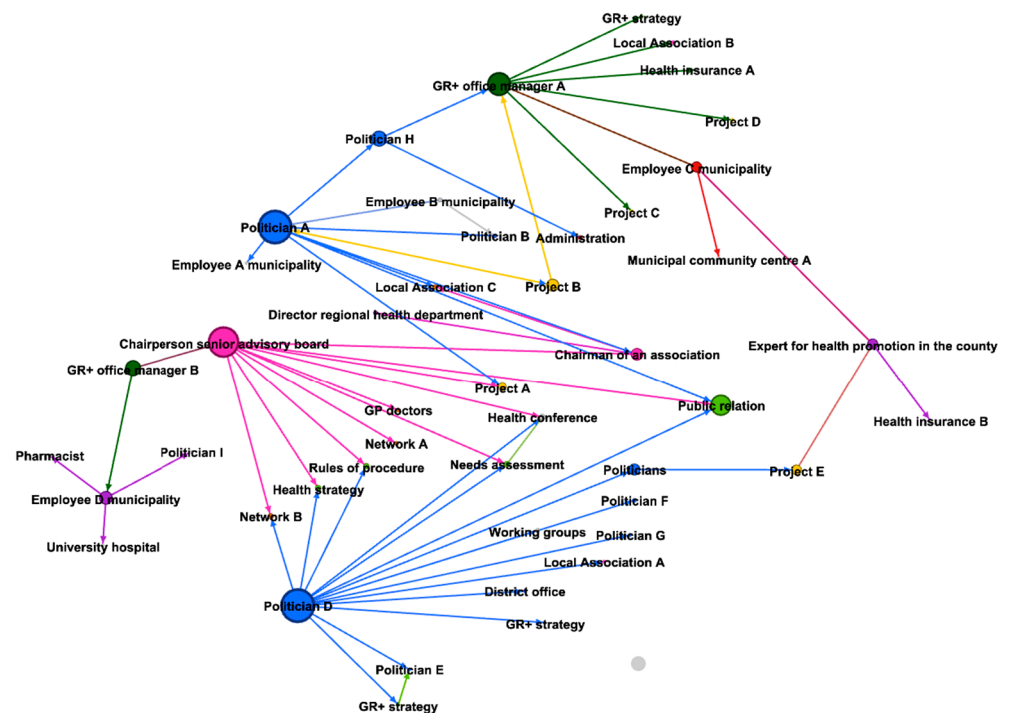 GR+ strategy
Local Association B
Health insurance A
GR+ office manager A
Project D
Politician H
Employee C municipality
Employee B municipality
Project C
Politician A
Politician B
Administration
Municipal community centre A
Employee A municipality
Local Association C
Project B
Director regional health department
Chairperson senior advisory board
Expert for health promotion in the county
Chairman of an association
GR+ office manager B
Project A
Public relation
GP doctors
Health conference
Health insurance B
Network A
Pharmacist
Politician I
Rules of procedure
Needs assessment
Politicians
Project E
Health strategy
Employee D municipality
Politician F
Network B
Working groups
Politician G
University hospital
Local Association A
District office
Politician D
GR+ strategy
Politician E
GR+ strategy